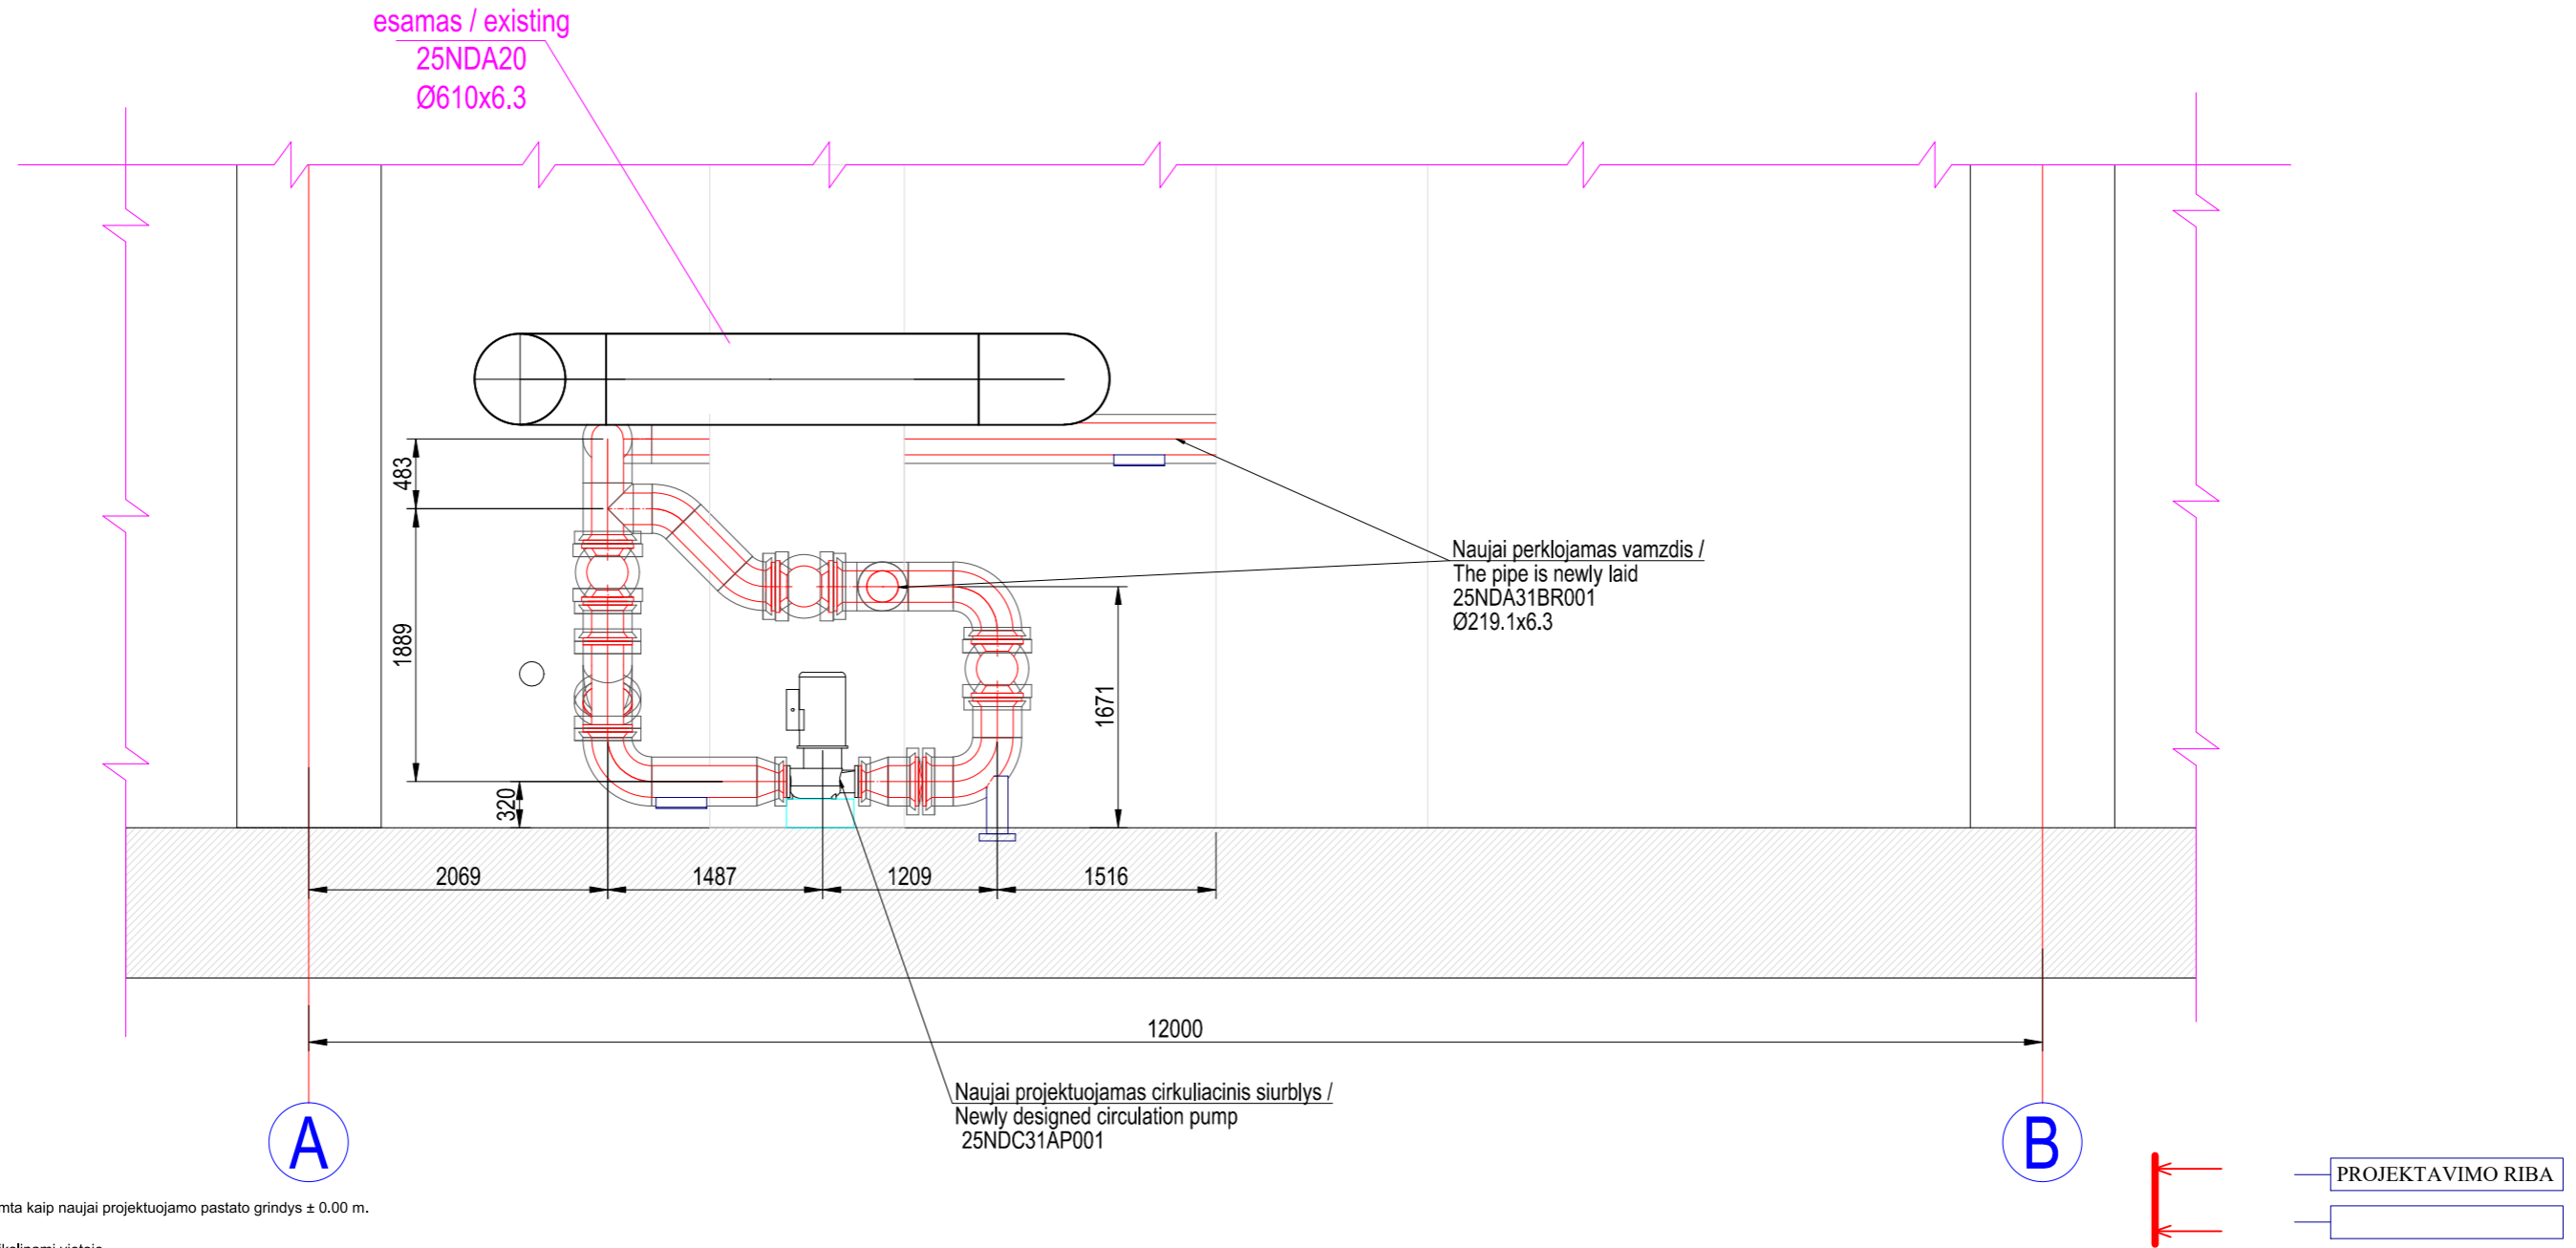 esamas / existing
25NDA20
Ø610x6.3
483
1889
320
1671
Naujai perklojamas vamzdis /
The pipe is newly laid
25NDA31BR001
Ø219.1x6.3
2069
1487
1209
1516
12000
Naujai projektuojamas cirkuliacinis siurblys /
Newly designed circulation pump
25NDC31AP001
A
B
PROJEKTAVIMO RIBA
mta kaip naujai projektuojamo pastato grindys ± 0.00 m.